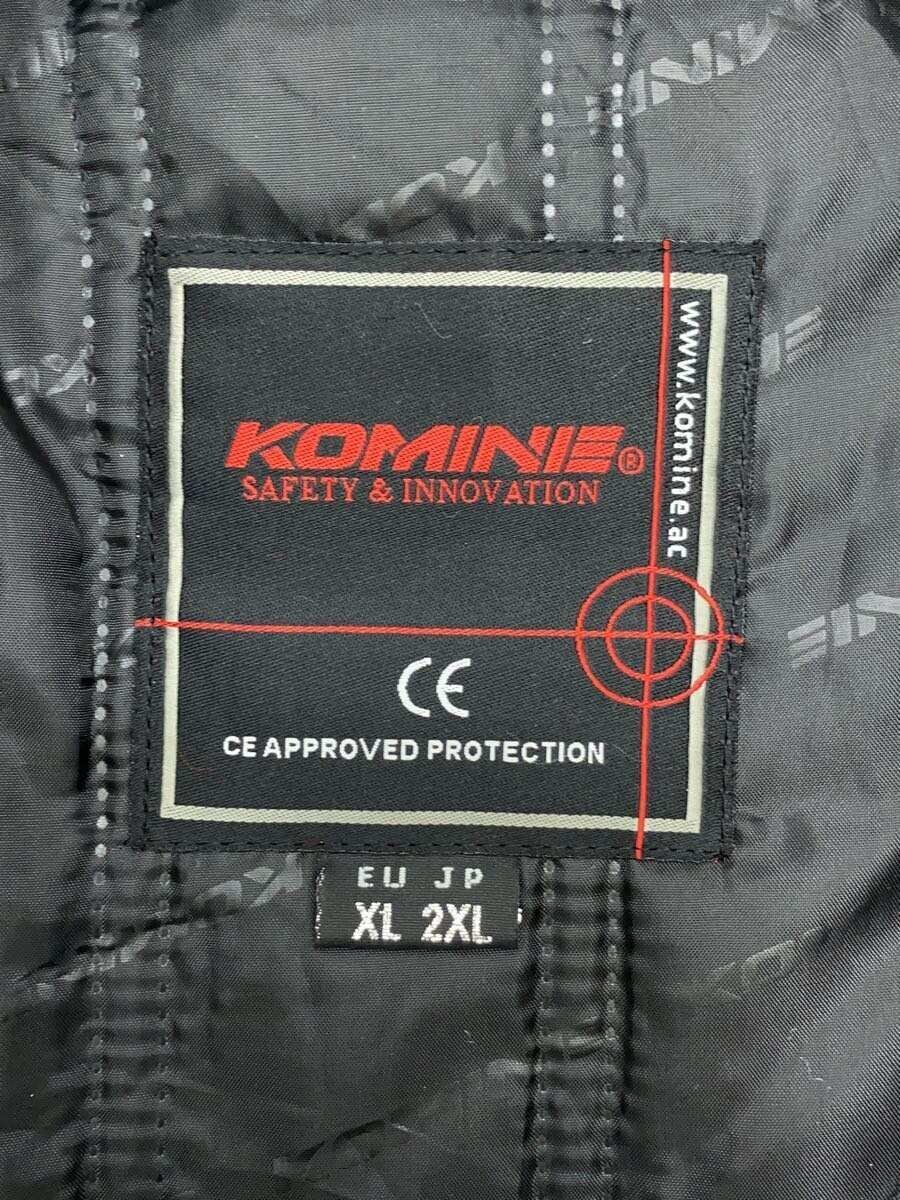 KOMINE®
SAFETY & INNOVATION
www.komine.ac
CE
CE APPROVED PROTECTION
EU JP
XL 2XL